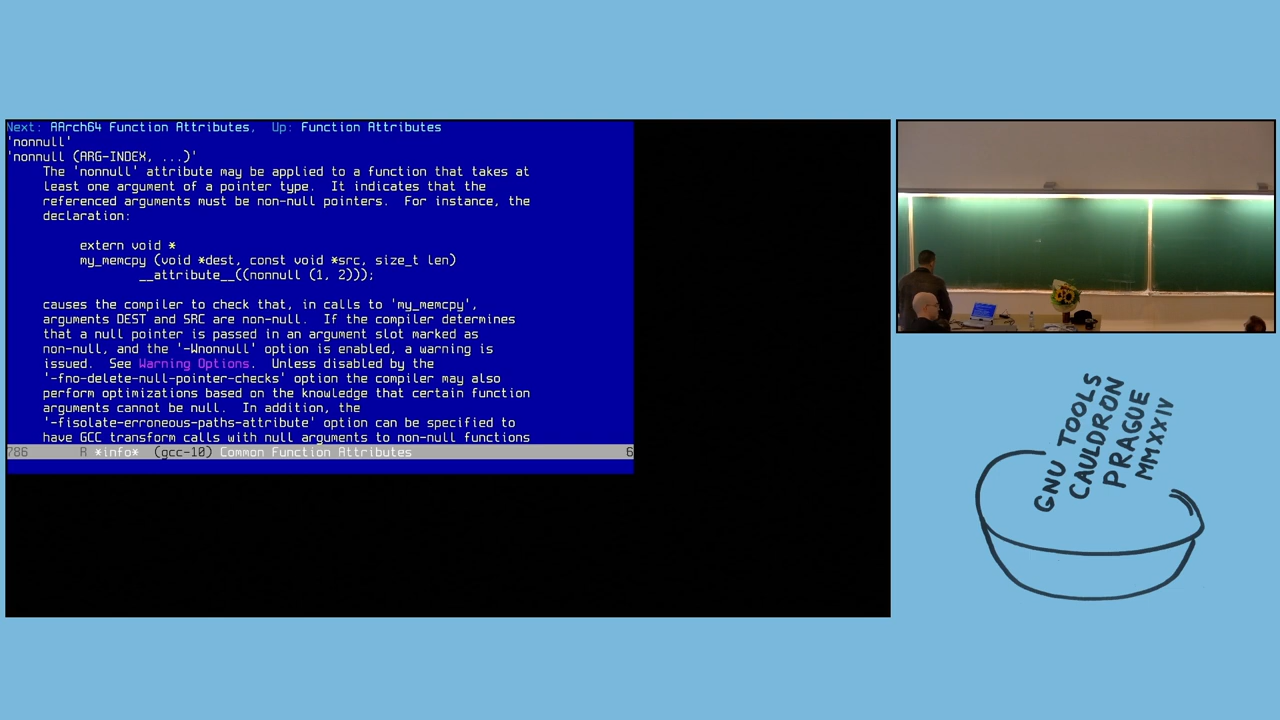 Next: AArch64 Function Attributes,  Up: Function Attributes
'nonnull'
'nonnull (ARG-INDEX, ...)'
The 'nonnull' attribute may be applied to a function that takes at
least one argument of a pointer type.  It indicates that the
referenced arguments must be non-null pointers.  For instance, the
declaration:
extern void *
my_memcpy (void *dest, const void *src, size_t len)
__attribute__((nonnull (1, 2)));
causes the compiler to check that, in calls to 'my_memcpy',
arguments DEST and SRC are non-null.  If the compiler determines
that a null pointer is passed in an argument slot marked as
non-null, and the '-Wnonnull' option is enabled, a warning is
issued.  See Warning Options.  Unless disabled by the
'-fno-delete-null-pointer-checks' option the compiler may also
perform optimizations based on the knowledge that certain function
arguments cannot be null.  In addition, the
'-fisolate-erroneous-paths-attribute' option can be specified to
have GCC transform calls with null arguments to non-null functions
786 R *info* (gcc-10) Common Function Attributes 6
GNU TOOLS
CAULDRON
PRAGUE
MMXXIV